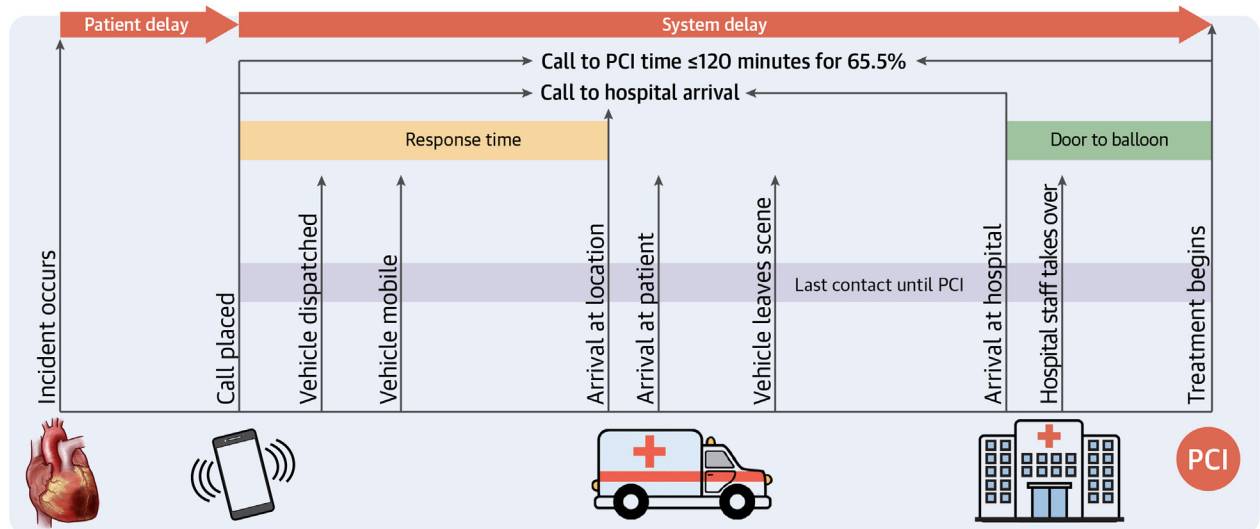 Patient delay
System delay
Call to PCI time ≤120 minutes for 65.5%
Call to hospital arrival
Response time
Door to balloon
Last contact until PCI
Incident occurs
Call placed
Vehicle dispatched
Vehicle mobile
Arrival at location
Arrival at patient
Vehicle leaves scene
Arrival at hospital
Hospital staff takes over
Treatment begins
PCI